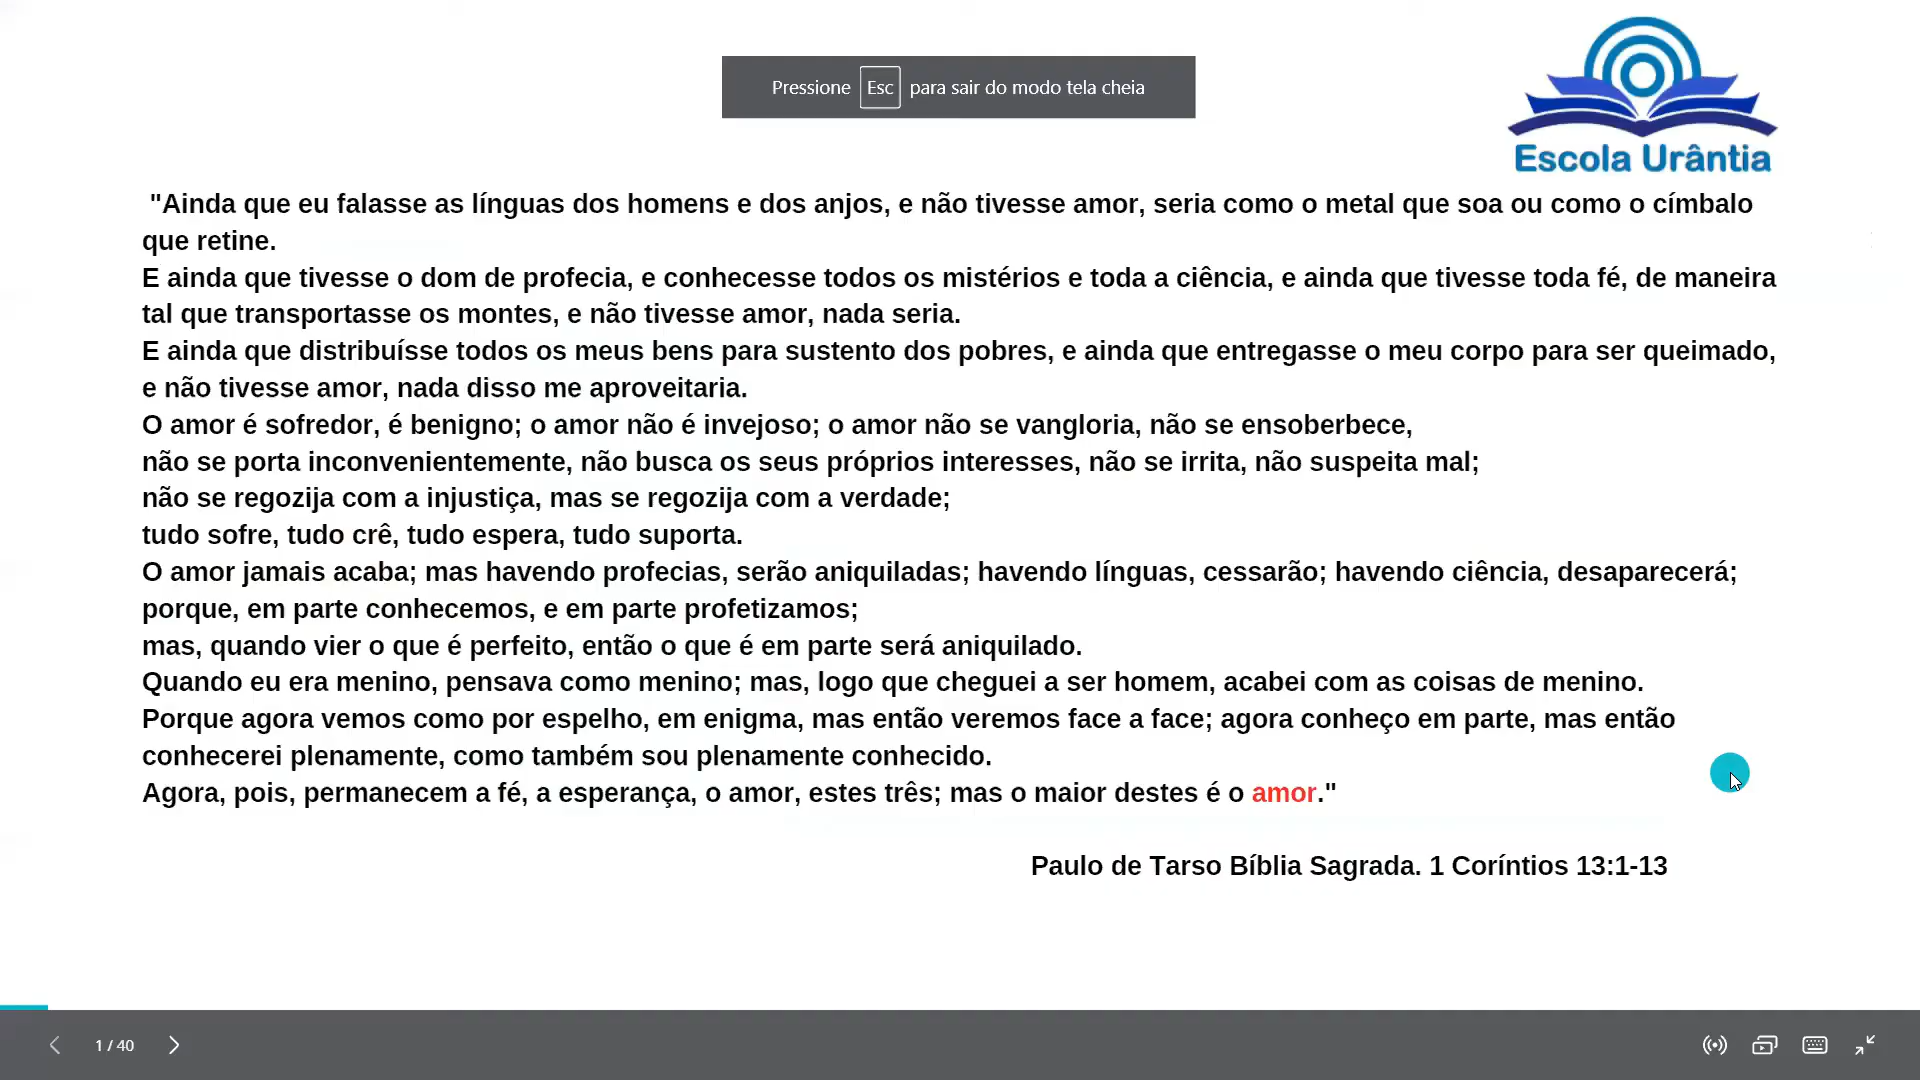 Pressione Esc para sair do modo tela cheia
Escola Urântia
"Ainda que eu falasse as línguas dos homens e dos anjos, e não tivesse amor, seria como o metal que soa ou como o címbalo
que retine.
E ainda que tivesse o dom de profecia, e conhecesse todos os mistérios e toda a ciência, e ainda que tivesse toda fé, de maneira
tal que transportasse os montes, e não tivesse amor, nada seria.
E ainda que distribuísse todos os meus bens para sustento dos pobres, e ainda que entregasse o meu corpo para ser queimado,
e não tivesse amor, nada disso me aproveitaria.
O amor é sofredor, é benigno; o amor não é invejoso; o amor não se vangloria, não se ensoberbece,
não se porta inconvenientemente, não busca os seus próprios interesses, não se irrita, não suspeita mal;
não se regozija com a injustiça, mas se regozija com a verdade;
tudo sofre, tudo crê, tudo espera, tudo suporta.
O amor jamais acaba; mas havendo profecias, serão aniquiladas; havendo línguas, cessarão; havendo ciência, desaparecerá;
porque, em parte conhecemos, e em parte profetizamos;
mas, quando vier o que é perfeito, então o que é em parte será aniquilado.
Quando eu era menino, pensava como menino; mas, logo que cheguei a ser homem, acabei com as coisas de menino.
Porque agora vemos como por espelho, em enigma, mas então veremos face a face; agora conheço em parte, mas então
conhecerei plenamente, como também sou plenamente conhecido.
Agora, pois, permanecem a fé, a esperança, o amor, estes três; mas o maior destes é o amor."
Paulo de Tarso Bíblia Sagrada. 1 Coríntios 13:1-13
1 / 40